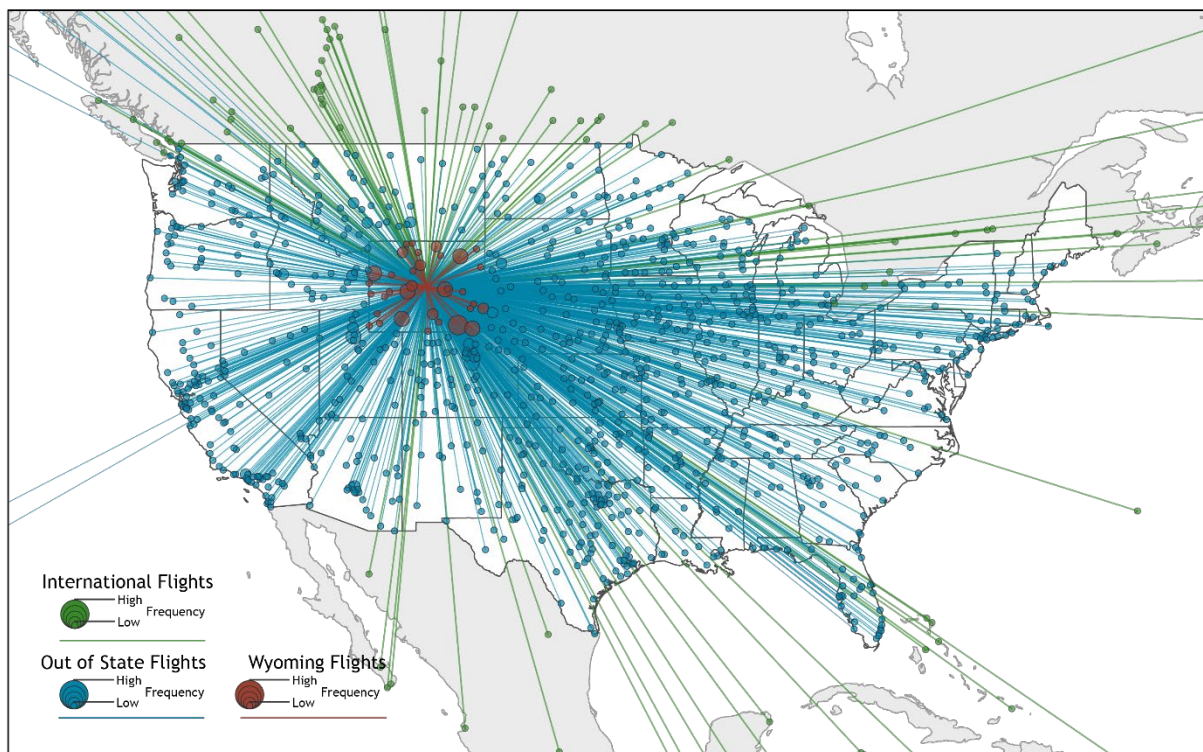 International Flights
High
Frequency
Low
Out of State Flights
High
Frequency
Low
Wyoming Flights
High
Frequency
Low